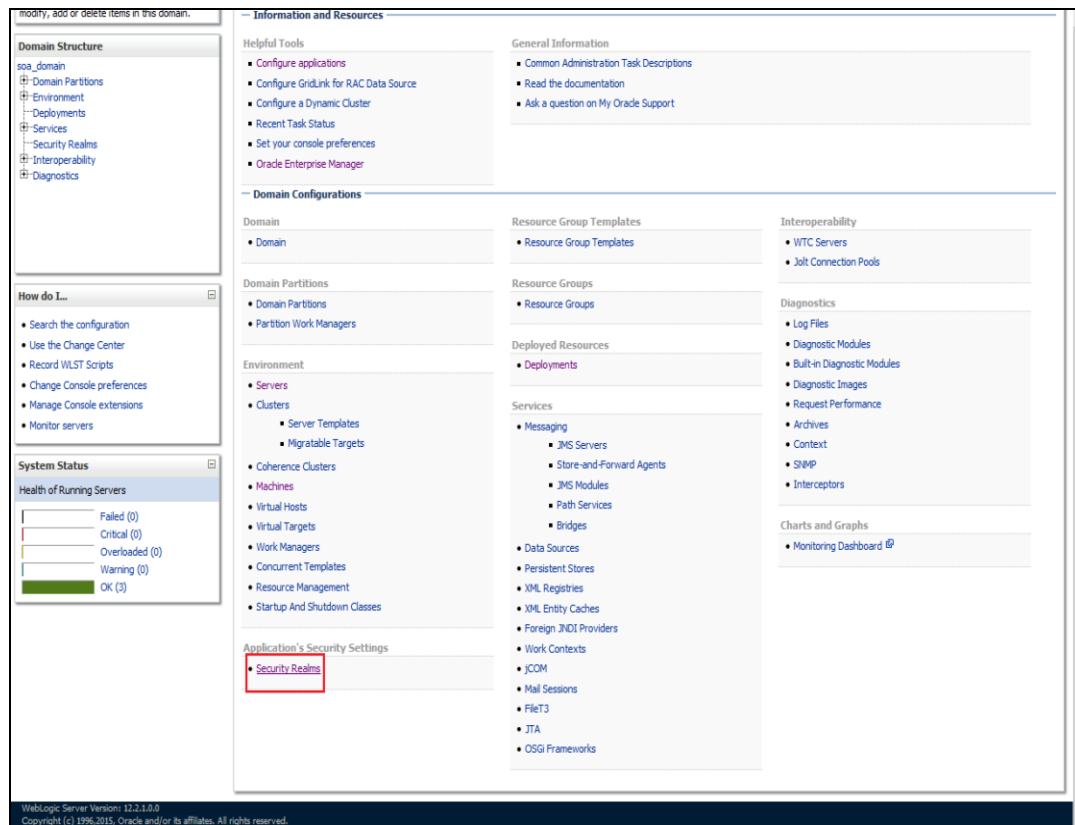 modify, add or delete items in this domain.
Domain Structure
soa_domain
Domain Partitions
Environment
Deployments
Services
Security Realms
Interoperability
Diagnostics
How do I...
Search the configuration
Use the Change Center
Record WLST Scripts
Change Console preferences
Manage Console extensions
Monitor servers
System Status
Health of Running Servers
Failed (0)
Critical (0)
Overloaded (0)
Warning (0)
OK (3)
Information and Resources
Helpful Tools
Configure applications
Configure GridLink for RAC Data Source
Configure a Dynamic Cluster
Recent Task Status
Set your console preferences
Oracle Enterprise Manager
General Information
Common Administration Task Descriptions
Read the documentation
Ask a question on My Oracle Support
Domain Configurations
Domain
Domain
Domain Partitions
Domain Partitions
Partition Work Managers
Environment
Servers
Clusters
Server Templates
Migratable Targets
Coherence Clusters
Machines
Virtual Hosts
Virtual Targets
Work Managers
Concurrent Templates
Resource Management
Startup And Shutdown Classes
Application's Security Settings
Security Realms
Resource Group Templates
Resource Group Templates
Resource Groups
Resource Groups
Deployed Resources
Deployments
Services
Messaging
JMS Servers
Store-and-Forward Agents
JMS Modules
Path Services
Bridges
Data Sources
Persistent Stores
XML Registries
XML Entity Caches
Foreign JNDI Providers
Work Contexts
jCOM
Mail Sessions
FileT3
JTA
OSGi Frameworks
Interoperability
WTC Servers
Jolt Connection Pools
Diagnostics
Log Files
Diagnostic Modules
Built-in Diagnostic Modules
Diagnostic Images
Request Performance
Archives
Context
SNMP
Interceptors
Charts and Graphs
Monitoring Dashboard
WebLogic Server Version: 12.2.1.0.0
Copyright (c) 1996,2015, Oracle and/or its affiliates. All rights reserved.